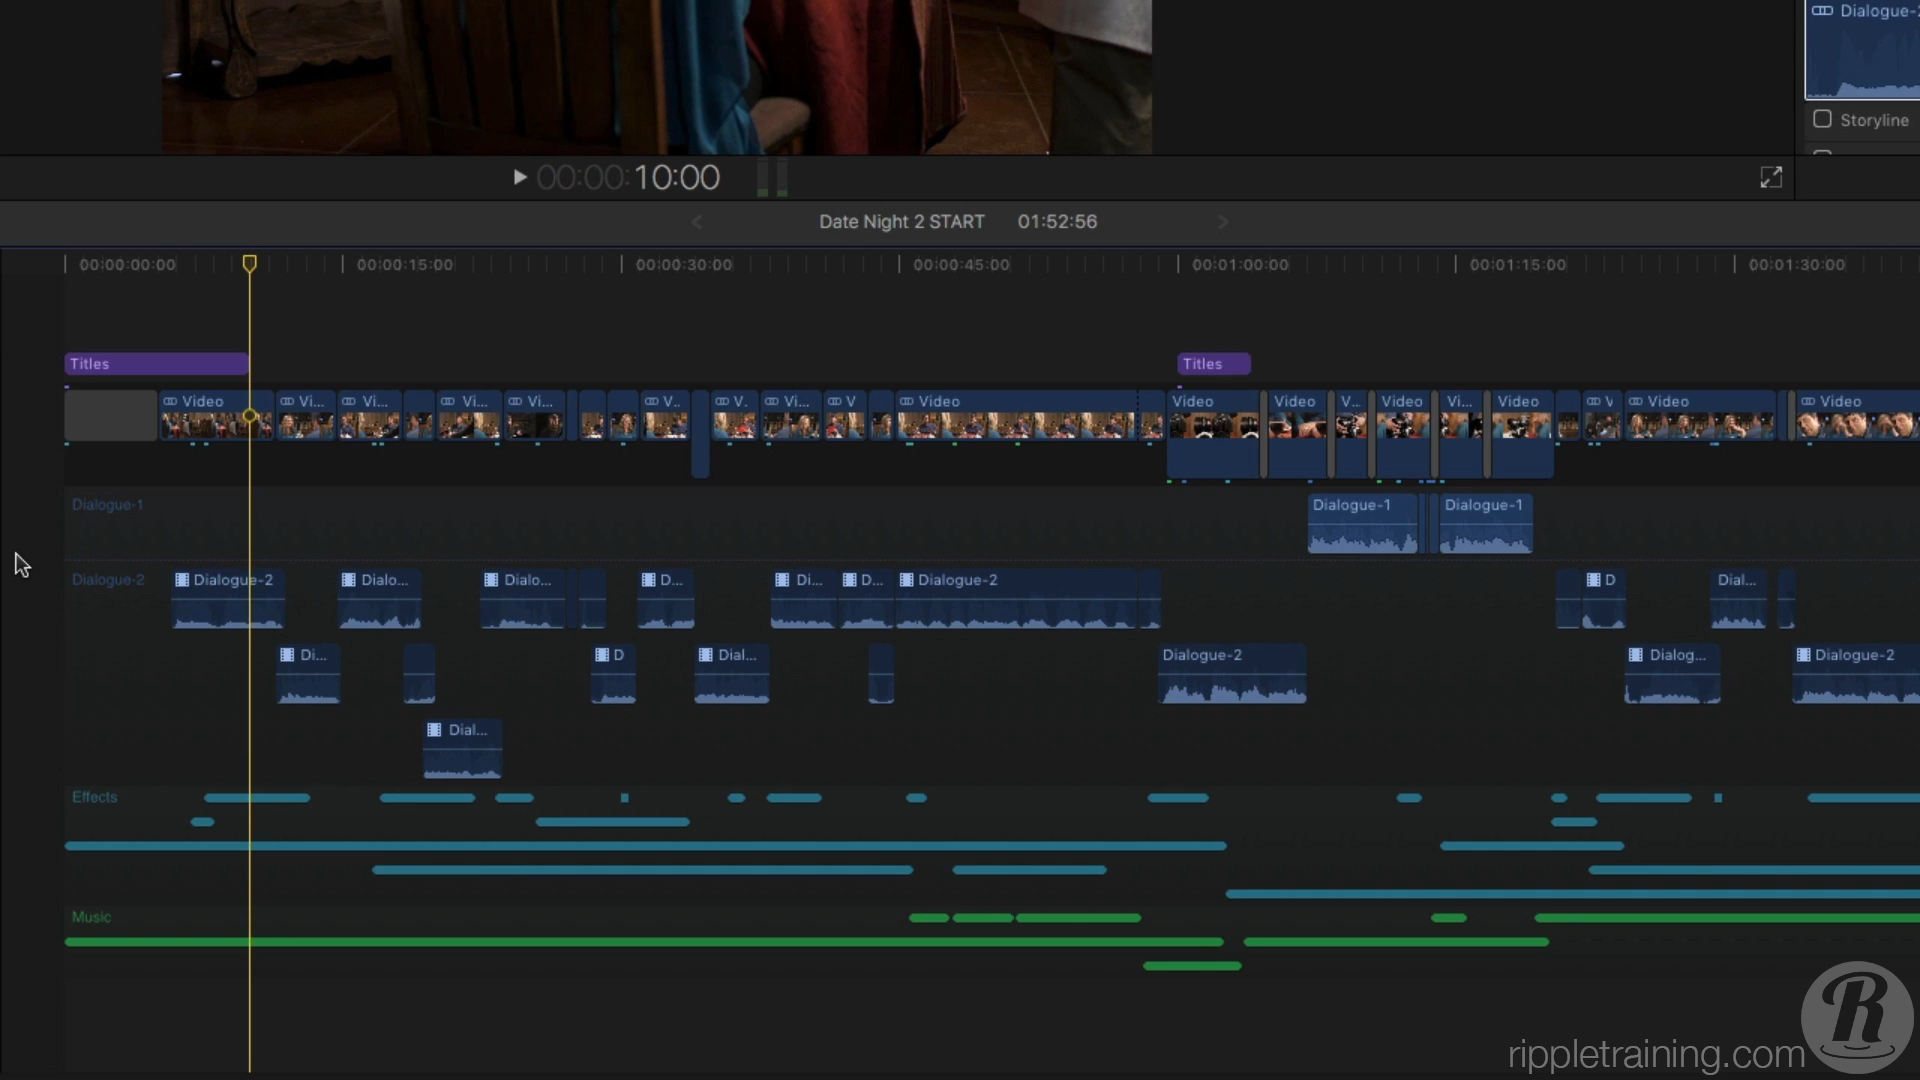 Dialogue-2
Storyline
00:00:10:00
Date Night 2 START 01:52:56
00:00:00:00 00:00:15:00 00:00:30:00 00:00:45:00 00:01:00:00 00:01:15:00 00:01:30:00
Titles Titles
Video Vi... Vi... Vi... Vi... V... V. Vi... V Video Video Video V... Video Vi... Video V Video Video
Dialogue-1 Dialogue-1 Dialogue-1
Dialogue-2 Dialogue-2 Dialo... Dialo... D... Di... D... Dialogue-2 D Dial...
Di... D Dial... Dialogue-2 Dialog... Dialogue-2
Dial...
Effects
Music
R
rippletraining.com